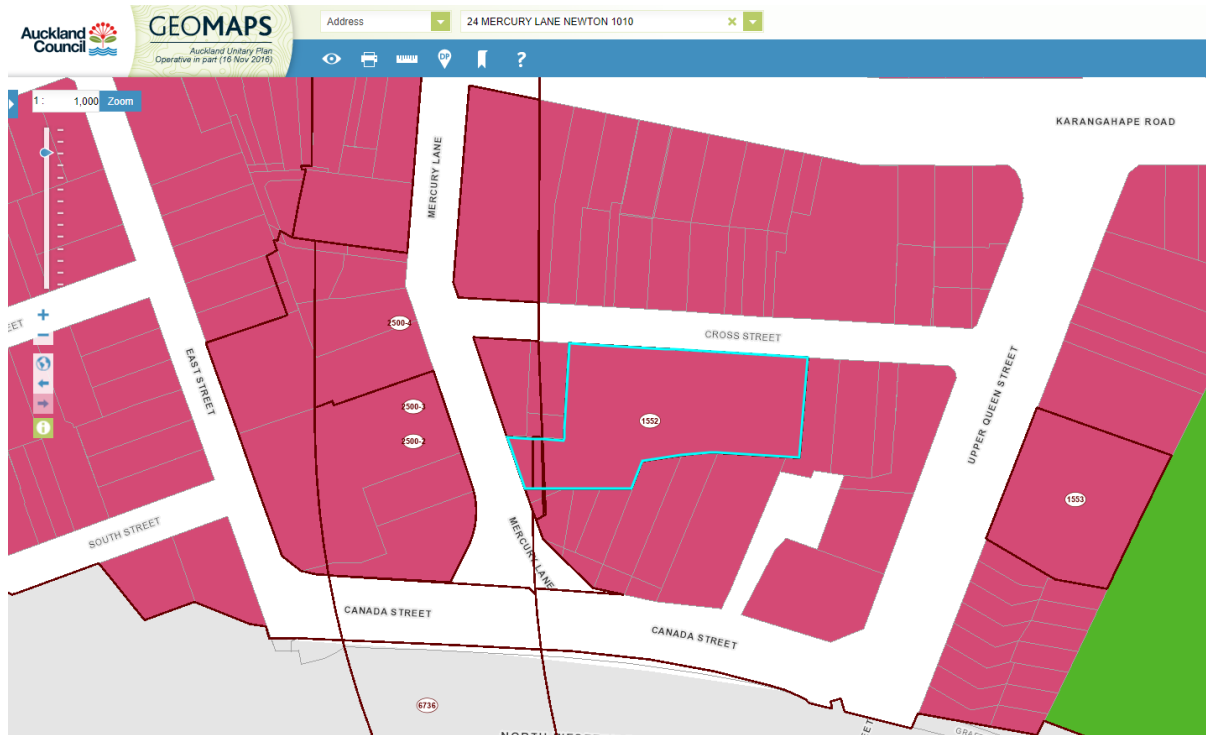 Auckland
Council
GEOMAPS
Auckland Unitary Plan
Operative in part (16 Nov 2016)
Address
24 MERCURY LANE NEWTON 1010
DP
?
1 :
1,000
Zoom
KARANGAHAPE ROAD
MERCURY LANE
EET
2500-4
CROSS STREET
EAST STREET
UPPER QUEEN STREET
2500-3
1552
2500-2
1553
SOUTH STREET
MERCURY LANE
CANADA STREET
CANADA STREET
6736